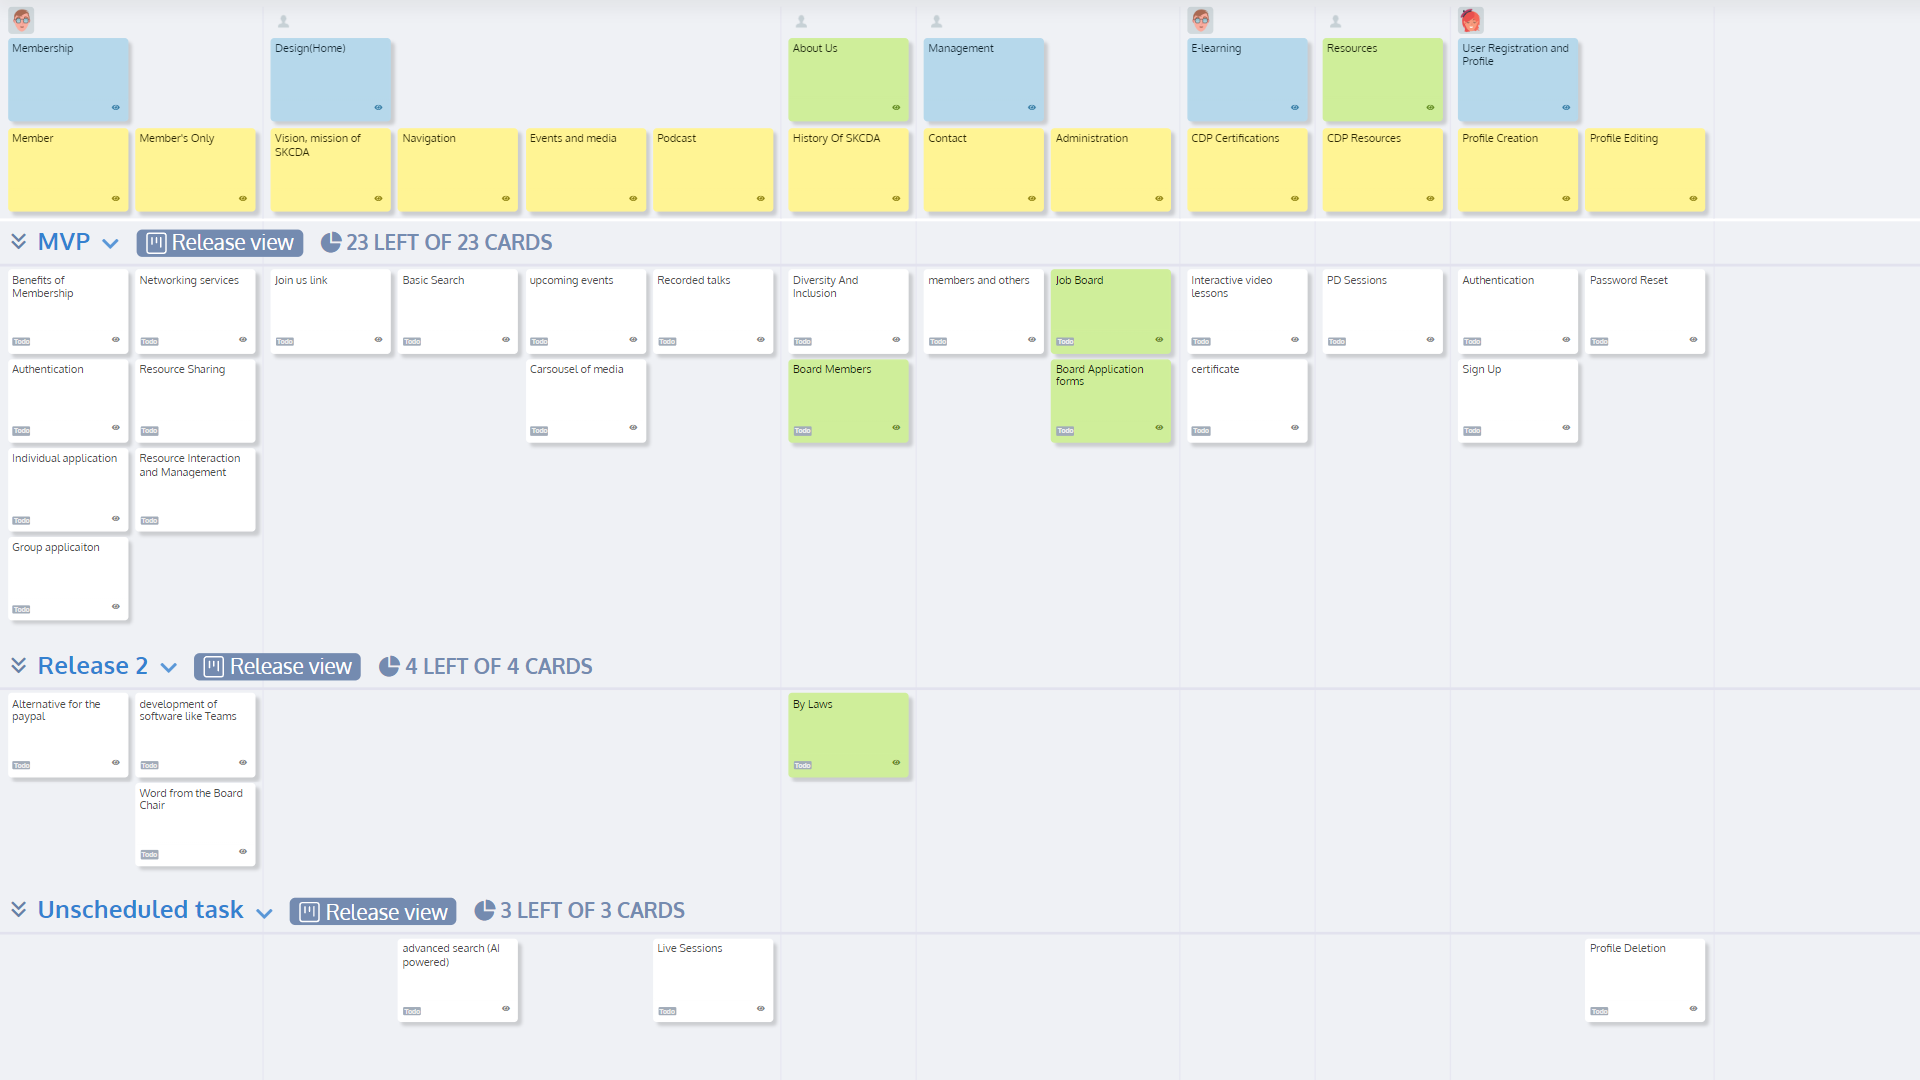 Membership
Design(Home)
About Us
Management
E-learning
Resources
User Registration and
Profile
Member
Member's Only
Vision, mission of
SKCDA
Navigation
Events and media
Podcast
History Of SKCDA
Contact
Administration
CDP Certifications
CDP Resources
Profile Creation
Profile Editing
MVP
Release view
23 LEFT OF 23 CARDS
Benefits of
Membership
Todo
Networking services
Todo
Join us link
Todo
Basic Search
Todo
upcoming events
Todo
Recorded talks
Todo
Diversity And
Inclusion
Todo
members and others
Todo
Job Board
Todo
Interactive video
lessons
Todo
PD Sessions
Todo
Authentication
Todo
Password Reset
Todo
Authentication
Todo
Resource Sharing
Todo
Carsousel of media
Todo
Board Members
Todo
Board Application
forms
Todo
certificate
Todo
Sign Up
Todo
Individual application
Todo
Resource Interaction
and Management
Todo
Group applicaiton
Todo
Release 2
Release view
4 LEFT OF 4 CARDS
Alternative for the
paypal
Todo
development of
software like Teams
Todo
By Laws
Todo
Word from the Board
Chair
Todo
Unscheduled task
Release view
3 LEFT OF 3 CARDS
advanced search (AI
powered)
Todo
Live Sessions
Todo
Profile Deletion
Todo